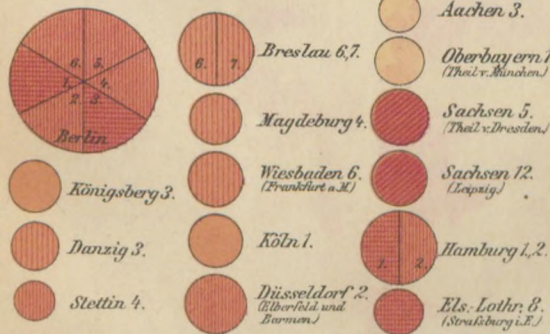 6. 5.
1. 4.
2. 3.
Berlin
Königsberg 3.
Danzig 3.
Stettin 4.
6. 7.
Breslau 6,7.
Magdeburg 4.
Wiesbaden 6.
(Frankfurt a.M.)
Köln 1.
Düsseldorf 2.
(Elberfeld und
Barmen.)
Aachen 3.
Oberbayern 1
(Theil v. München)
Sachsen 5.
(Theil v. Dresden)
Sachsen 12.
(Leipzig)
1. 2.
Hamburg 1., 2.
Els.-Lothr. 8.
(Straßburg i.E.)